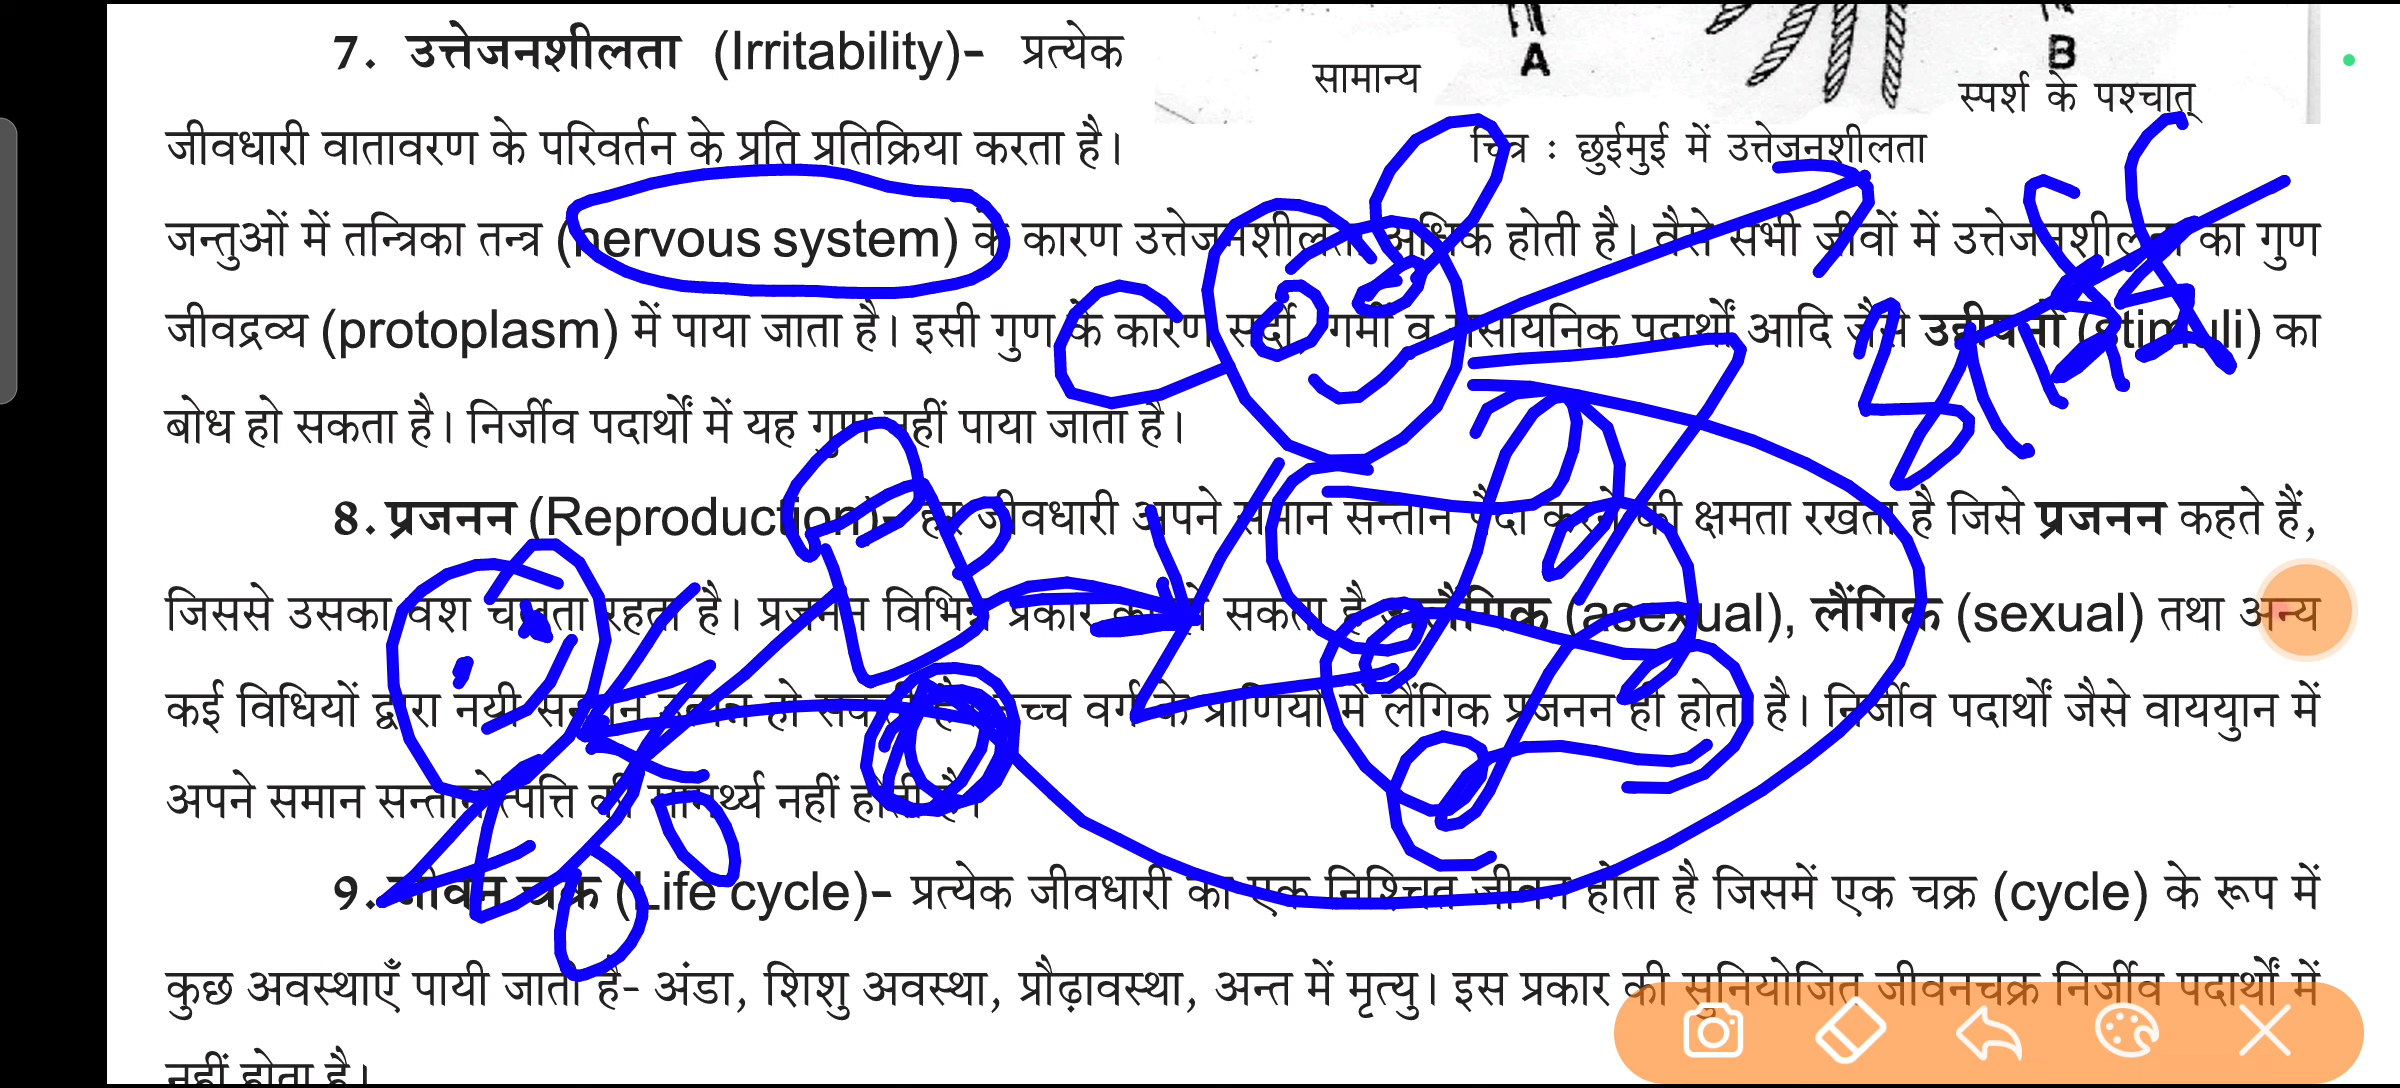 A
B
सामान्य
स्पर्श के पश्चात्
चित्र : छुईमुई में उत्तेजनशीलता
7. उत्तेजनशीलता (Irritability)- प्रत्येक
जीवधारी वातावरण के परिवर्तन के प्रति प्रतिक्रिया करता है।
जन्तुओं में तन्त्रिका तन्त्र (nervous system) के कारण उत्तेजनशीलता अधिक होती है। वैसे सभी जीवों में उत्तेजनशीलता का गुण
जीवद्रव्य (protoplasm) में पाया जाता है। इसी गुण के कारण सर्दी, गर्मी व रासायनिक पदार्थों आदि जैसे उद्दीपनों (stimuli) का
बोध हो सकता है। निर्जीव पदार्थों में यह गुण नहीं पाया जाता है।
8. प्रजनन (Reproduction)- हर जीवधारी अपने समान सन्तान पैदा करने की क्षमता रखता है जिसे प्रजनन कहते हैं,
जिससे उसका वंश चलता रहता है। प्रजनन विभिन्न प्रकार का हो सकता है अलैंगिक (asexual), लैंगिक (sexual) तथा अन्य
कई विधियों द्वारा नयी सन्तान उत्पन्न हो सकती है। उच्च वर्ग के प्राणियों में लैंगिक प्रजनन ही होता है। निर्जीव पदार्थों जैसे वाययुान में
अपने समान सन्तानोत्पत्ति की सामर्थ्य नहीं होती है।
9. जीवन चक्र (Life cycle)- प्रत्येक जीवधारी का एक निश्चित जीवन होता है जिसमें एक चक्र (cycle) के रूप में
कुछ अवस्थाएँ पायी जाती हैं- अंडा, शिशु अवस्था, प्रौढ़ावस्था, अन्त में मृत्यु। इस प्रकार की सुनियोजित जीवनचक्र निर्जीव पदार्थों में
नहीं होता है।